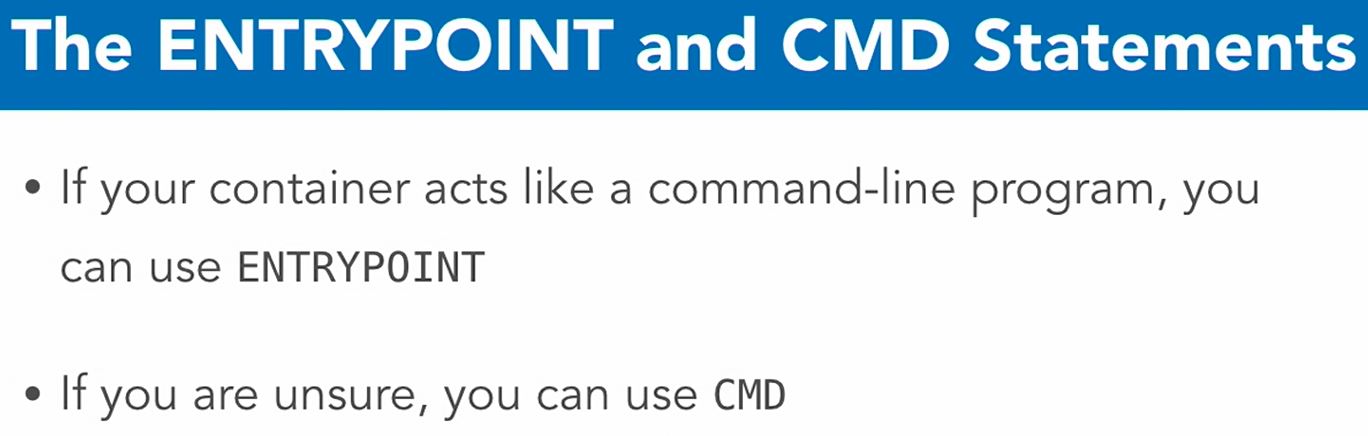 The ENTRYPOINT and CMD Statements
• If your container acts like a command-line program, you
can use ENTRYPOINT
• If you are unsure, you can use CMD